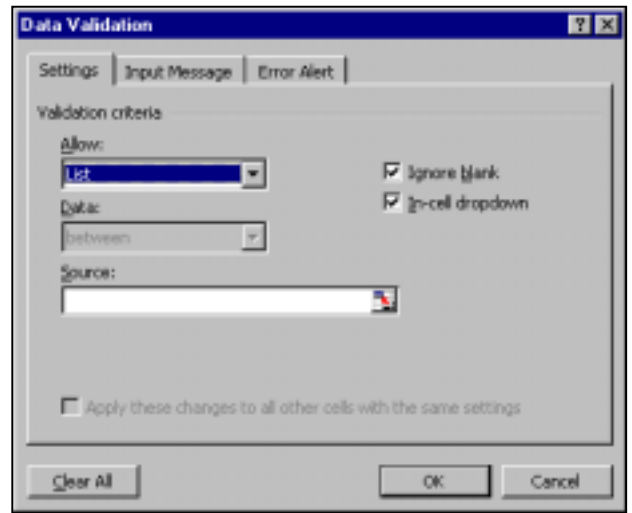 Data Validation
Settings Input Message Error Alert
Validation criteria
Allow:
List
Ignore blank
Data:
In-cell dropdown
between
Source:
Apply these changes to all other cells with the same settings
Clear All OK Cancel